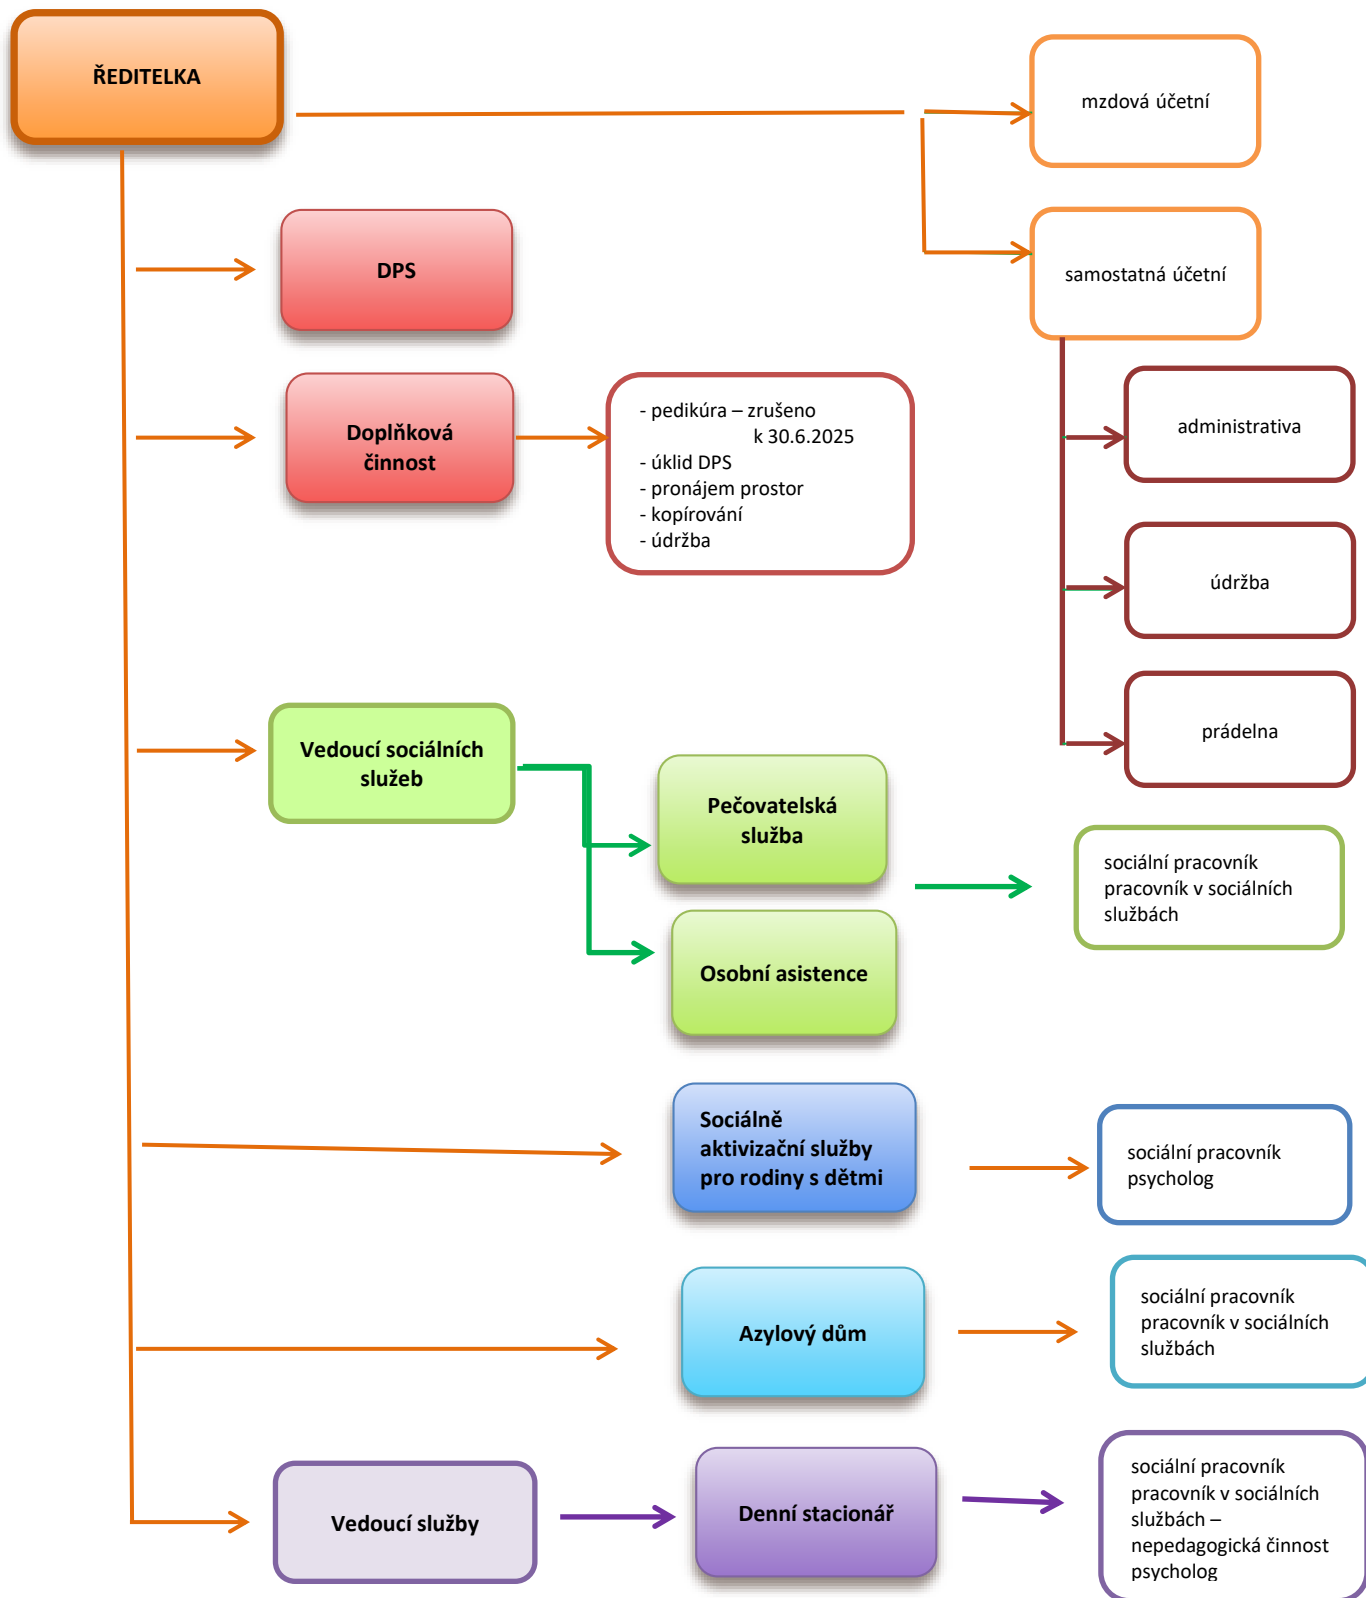 ŘEDITELKA
mzdová účetní
DPS
samostatná účetní
Doplňková
činnost
- pedikúra – zrušeno
k 30.6.2025
- úklid DPS
- pronájem prostor
- kopírování
- údržba
administrativa
údržba
prádelna
Vedoucí sociálních
služeb
Pečovatelská
služba
Osobní asistence
sociální pracovník
pracovník v sociálních
službách
Sociálně
aktivizační služby
pro rodiny s dětmi
sociální pracovník
psycholog
Azylový dům
sociální pracovník
pracovník v sociálních
službách
Vedoucí služby
Denní stacionář
sociální pracovník
pracovník v sociálních
službách –
nepedagogická činnost
psycholog